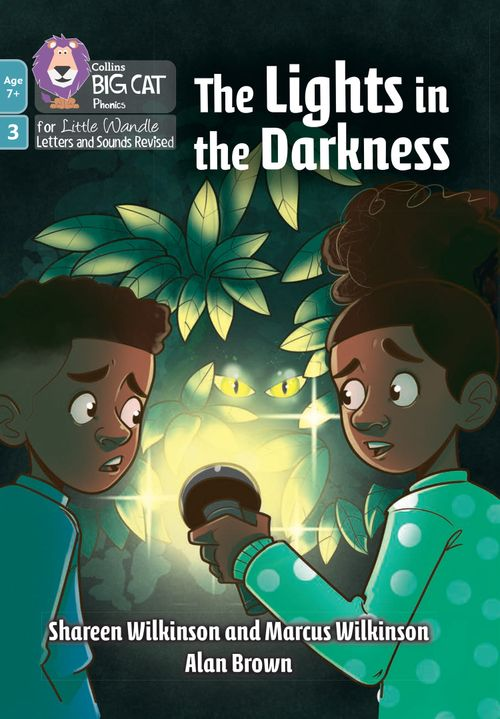 Collins
BIG CAT
Phonics
Age
7+
3
for Little Wandle
Letters and Sounds Revised
The Lights in
the Darkness
Shareen Wilkinson and Marcus Wilkinson
Alan Brown